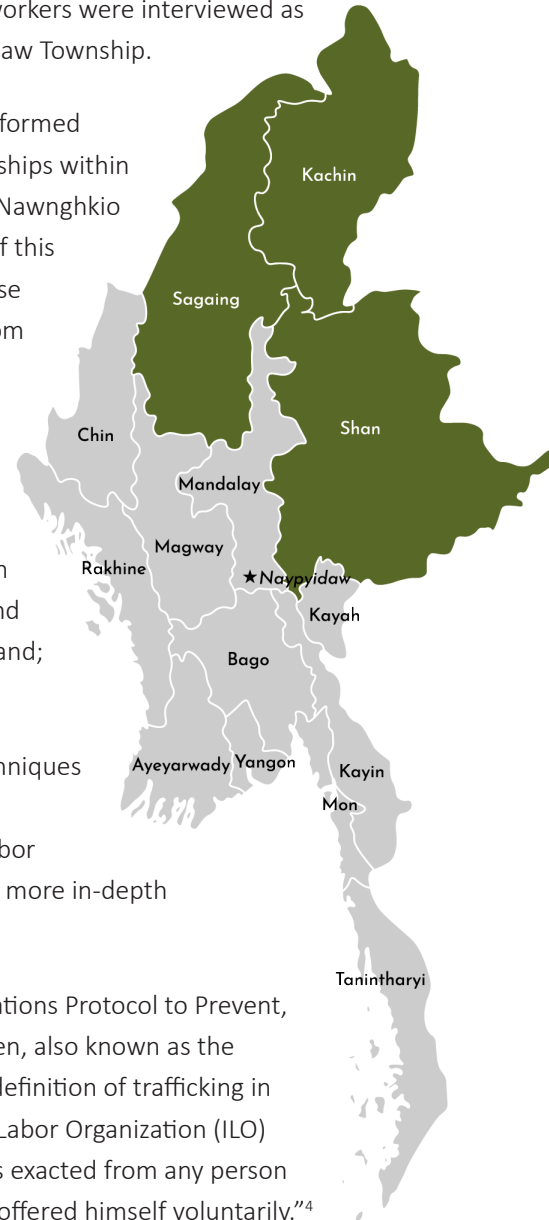 orkers were interviewed as
aw Township.
formed
ships within
Nawnghkio
f this
se
om
nd
and;
hniques
bor
more in-depth
ations Protocol to Prevent,
en, also known as the
definition of trafficking in
Labor Organization (ILO)
s exacted from any person
offered himself voluntarily.”4
Kachin
Sagaing
Shan
Chin
Mandalay
Magway
Rakhine
★Naypyidaw
Kayah
Bago
Ayeyarwady
Yangon
Kayin
Mon
Tanintharyi